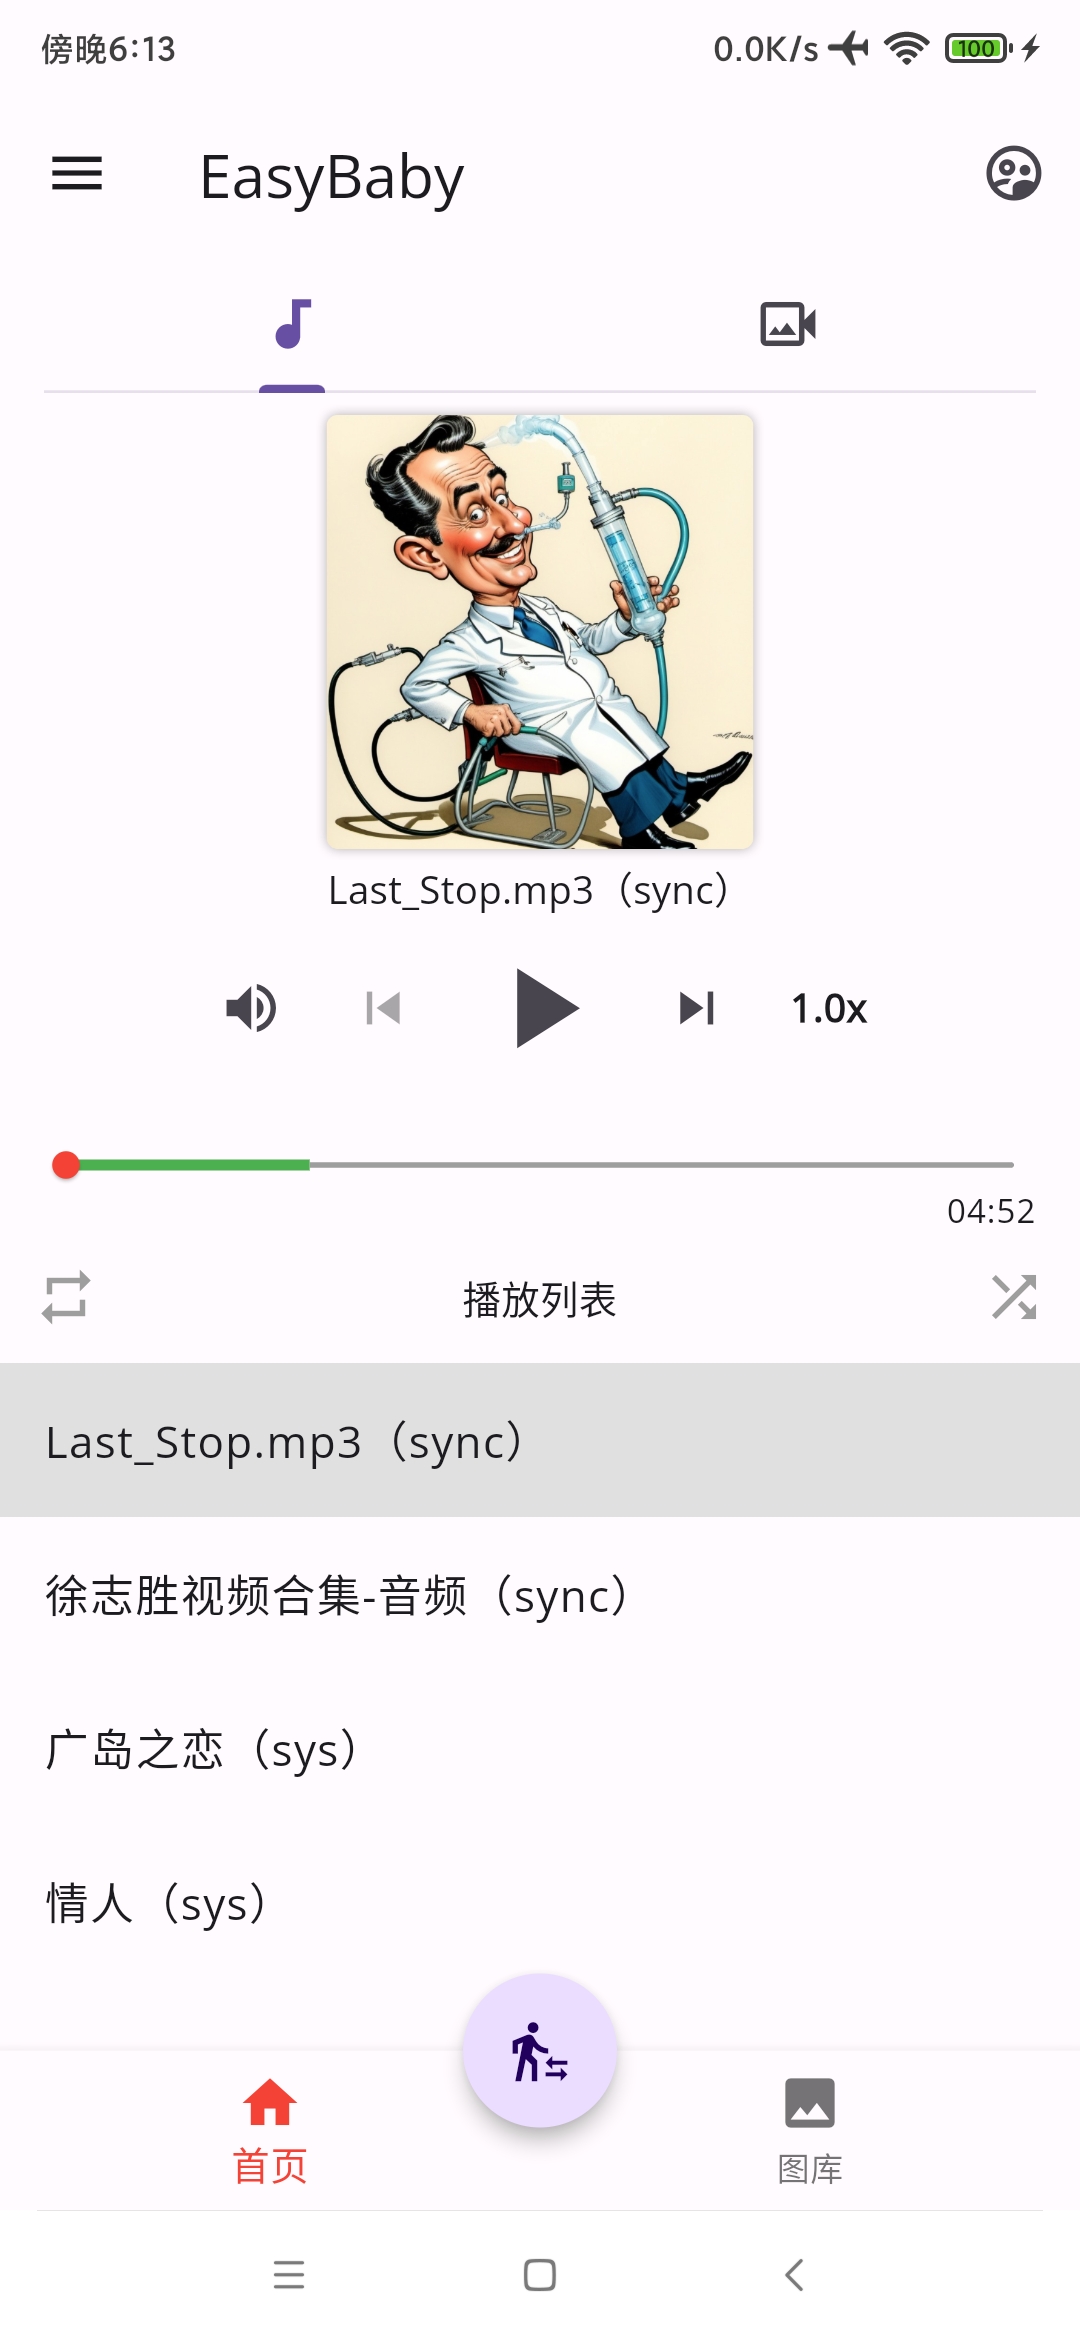 傍晚6:13
0.0K/s
100
EasyBaby
Last_Stop.mp3（sync）
1.0x
04:52
播放列表
Last_Stop.mp3（sync）
徐志胜视频合集-音频（sync）
广岛之恋（sys）
情人（sys）
首页
图库